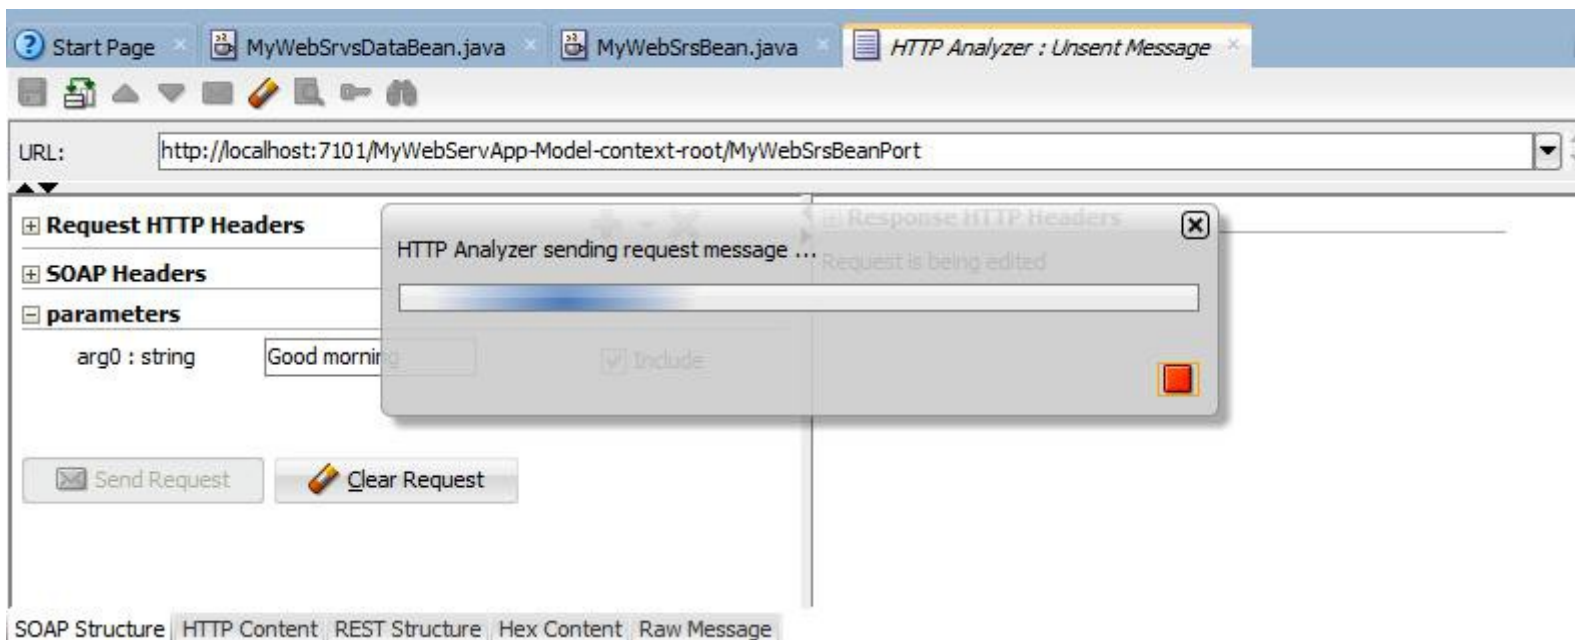 Start Page MyWebSrvsDataBean.java MyWebSrsBean.java HTTP Analyzer : Unsent Message
URL: http://localhost:7101/MyWebServApp-Model-context-root/MyWebSrsBeanPort
Request HTTP Headers
Response HTTP Headers
HTTP Analyzer sending request message ...
Request is being edited
SOAP Headers
parameters
arg0 : string Good morning Include
Send Request Clear Request
SOAP Structure HTTP Content REST Structure Hex Content Raw Message